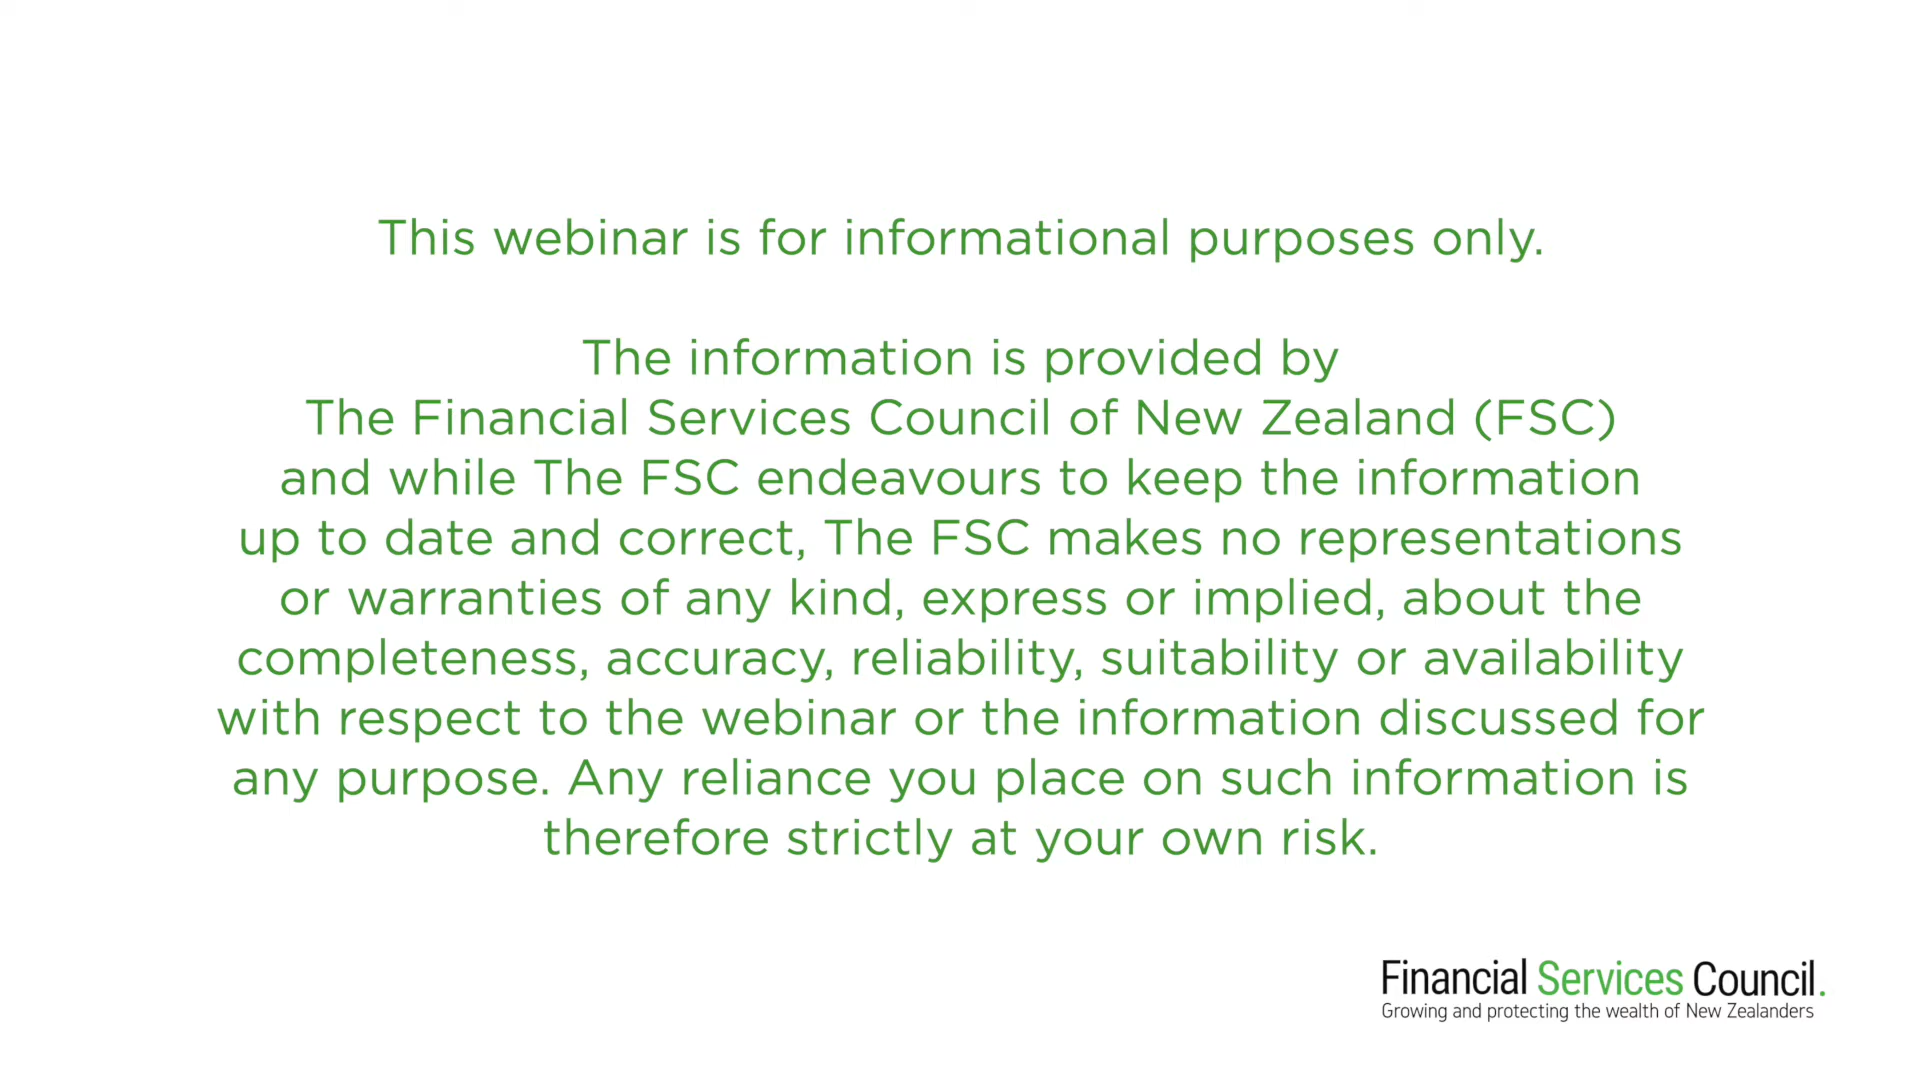 This webinar is for informational purposes only.
The information is provided by
The Financial Services Council of New Zealand (FSC)
and while The FSC endeavours to keep the information
up to date and correct, The FSC makes no representations
or warranties of any kind, express or implied, about the
completeness, accuracy, reliability, suitability or availability
with respect to the webinar or the information discussed for
any purpose. Any reliance you place on such information is
therefore strictly at your own risk.
Financial Services Council.
Growing and protecting the wealth of New Zealanders